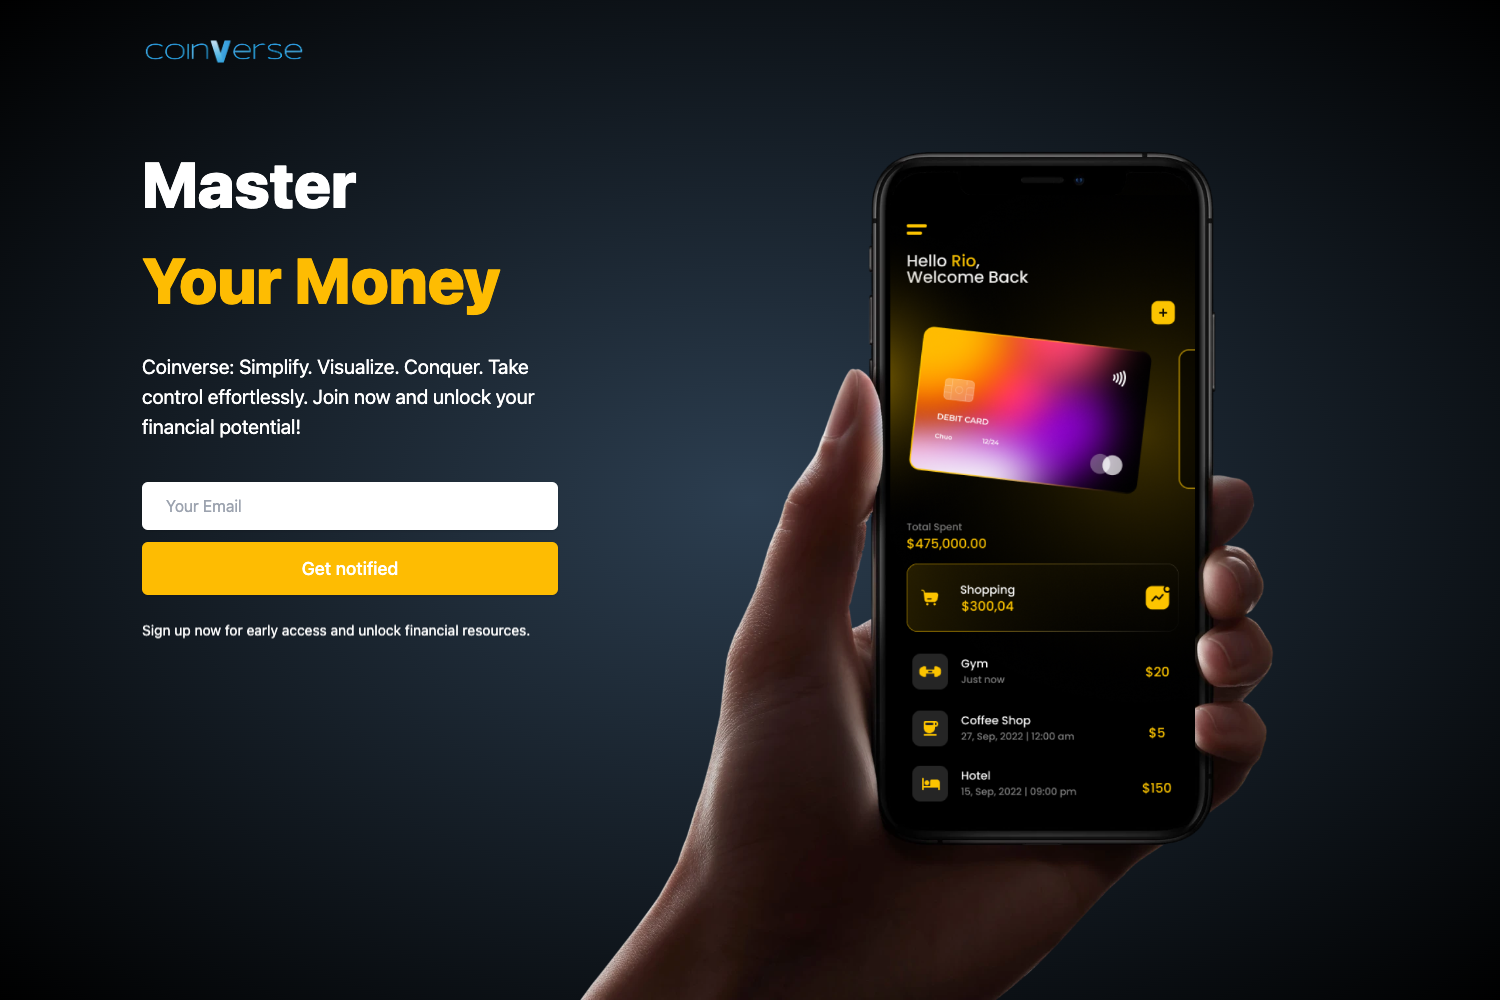 coinVerse
Master
Your Money
Coinverse: Simplify. Visualize. Conquer. Take
control effortlessly. Join now and unlock your
financial potential!
Your Email
Get notified
Sign up now for early access and unlock financial resources.
Hello Rio,
Welcome Back
+
DEBIT CARD
Chuo 12/24
Total Spent
$475,000.00
Shopping
$300,04
Gym
Just now
$20
Coffee Shop
27, Sep, 2022 | 12:00 am
$5
Hotel
15, Sep, 2022 | 09:00 pm
$150